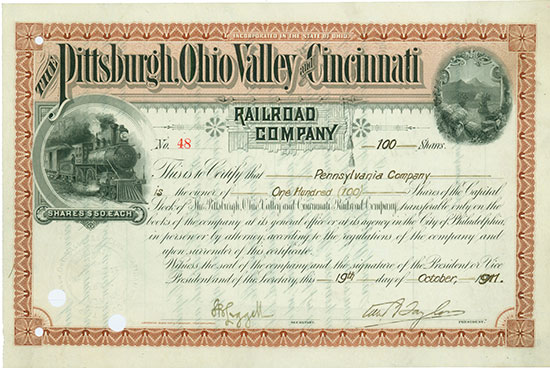 INCORPORATED IN THE STATE OF OHIO.
THE Pittsburgh, Ohio Valley and Cincinnati
RAILROAD
COMPANY
No. 48
100 Shares.
This is to Certify that Pennsylvania Company
is the owner of One Hundred (100) Shares of the Capital
Stock of The Pittsburgh, Ohio Valley and Cincinnati Railroad Company, transferable only on the
books of the company at its general office or by its agency in the City of Philadelphia,
in person or by attorney, according to the regulations of the company and
upon surrender of this certificate.
Witness the seal of the company and the signature of the President or Vice
President and of the Secretary, this 19th day of October, 1911.
SHARES $50 EACH
SECRETARY.
PRESIDENT.